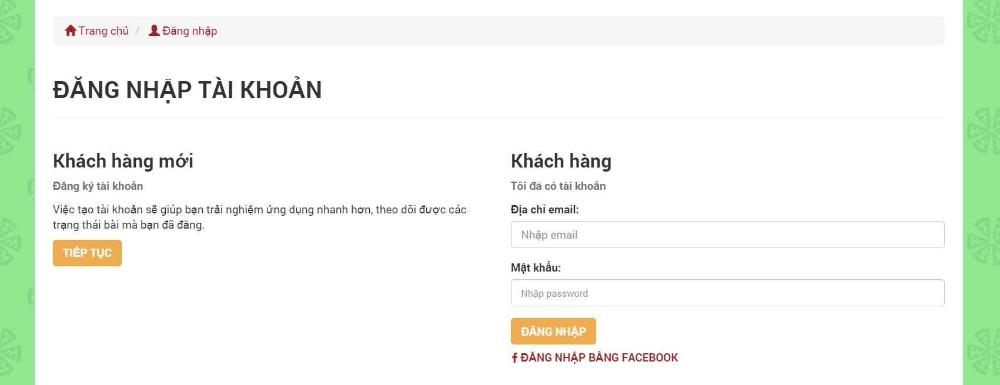 Trang chủ / Đăng nhập
ĐĂNG NHẬP TÀI KHOẢN
Khách hàng mới
Đăng ký tài khoản
Việc tạo tài khoản sẽ giúp bạn trải nghiệm ứng dụng nhanh hơn, theo dõi được các
trạng thái bài mà bạn đã đăng.
TIẾP TỤC
Khách hàng
Tôi đã có tài khoản
Địa chỉ email:
Nhập email
Mật khẩu:
Nhập password
ĐĂNG NHẬP
ĐĂNG NHẬP BẰNG FACEBOOK